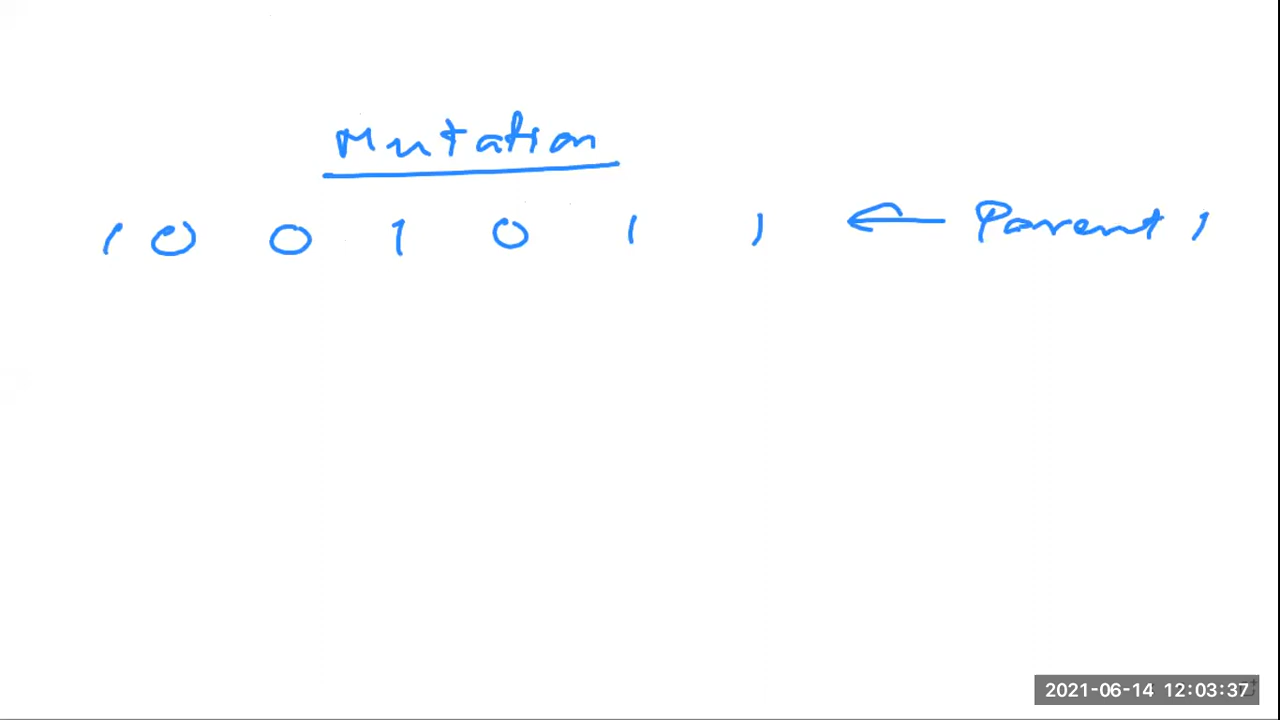 Mutation
1 0 0 1 0 1 1 ← Parent 1
2021-06-14 12:03:37